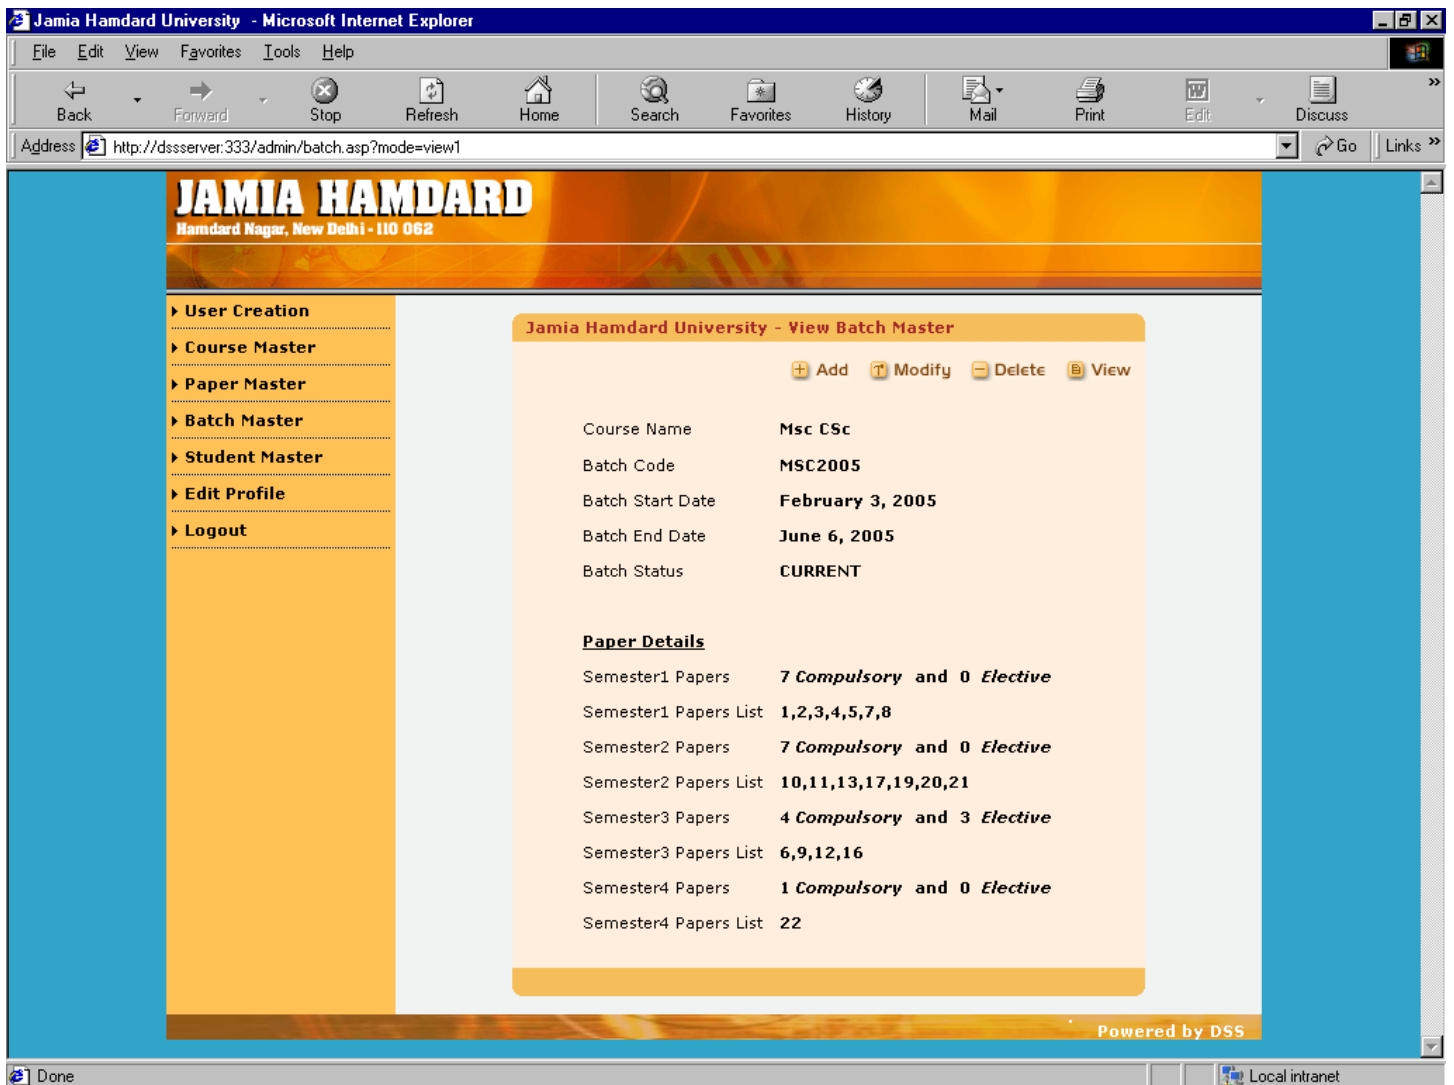 Jamia Hamdard University - Microsoft Internet Explorer
File Edit View Favorites Tools Help
Back Forward Stop Refresh Home Search Favorites History Mail Print Edit Discuss »
Address http://dssserver:333/admin/batch.asp?mode=view1 Go Links »
JAMIA HAMDARD
Hamdard Nagar, New Delhi - 110 062
User Creation
Course Master
Paper Master
Batch Master
Student Master
Edit Profile
Logout
Jamia Hamdard University - View Batch Master
Add Modify Delete View
Course Name Msc CSc
Batch Code MSC2005
Batch Start Date February 3, 2005
Batch End Date June 6, 2005
Batch Status CURRENT
Paper Details
Semester1 Papers 7 Compulsory and 0 Elective
Semester1 Papers List 1,2,3,4,5,7,8
Semester2 Papers 7 Compulsory and 0 Elective
Semester2 Papers List 10,11,13,17,19,20,21
Semester3 Papers 4 Compulsory and 3 Elective
Semester3 Papers List 6,9,12,16
Semester4 Papers 1 Compulsory and 0 Elective
Semester4 Papers List 22
Powered by DSS
Done Local intranet